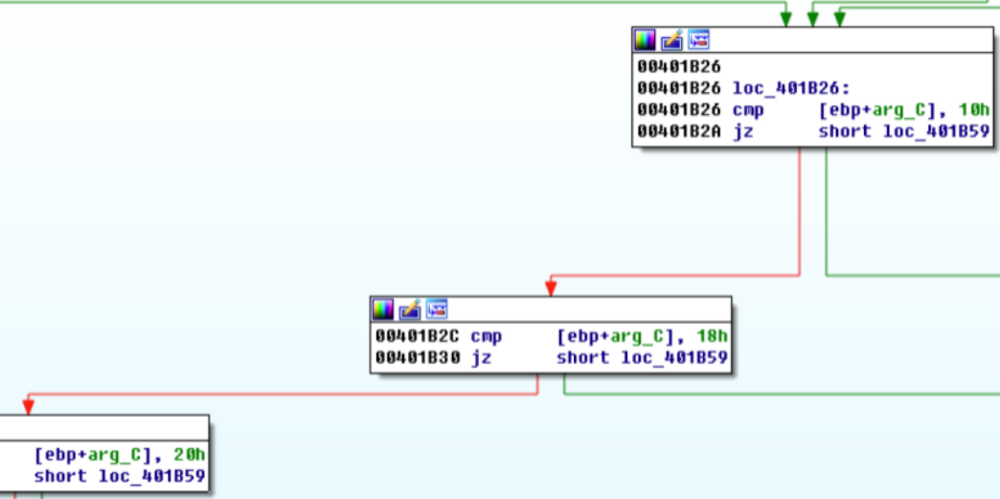 00401B26
00401B26 loc_401B26:
00401B26 cmp [ebp+arg_C], 10h
00401B2A jz short loc_401B59
00401B2C cmp [ebp+arg_C], 18h
00401B30 jz short loc_401B59
[ebp+arg_C], 20h
short loc_401B59